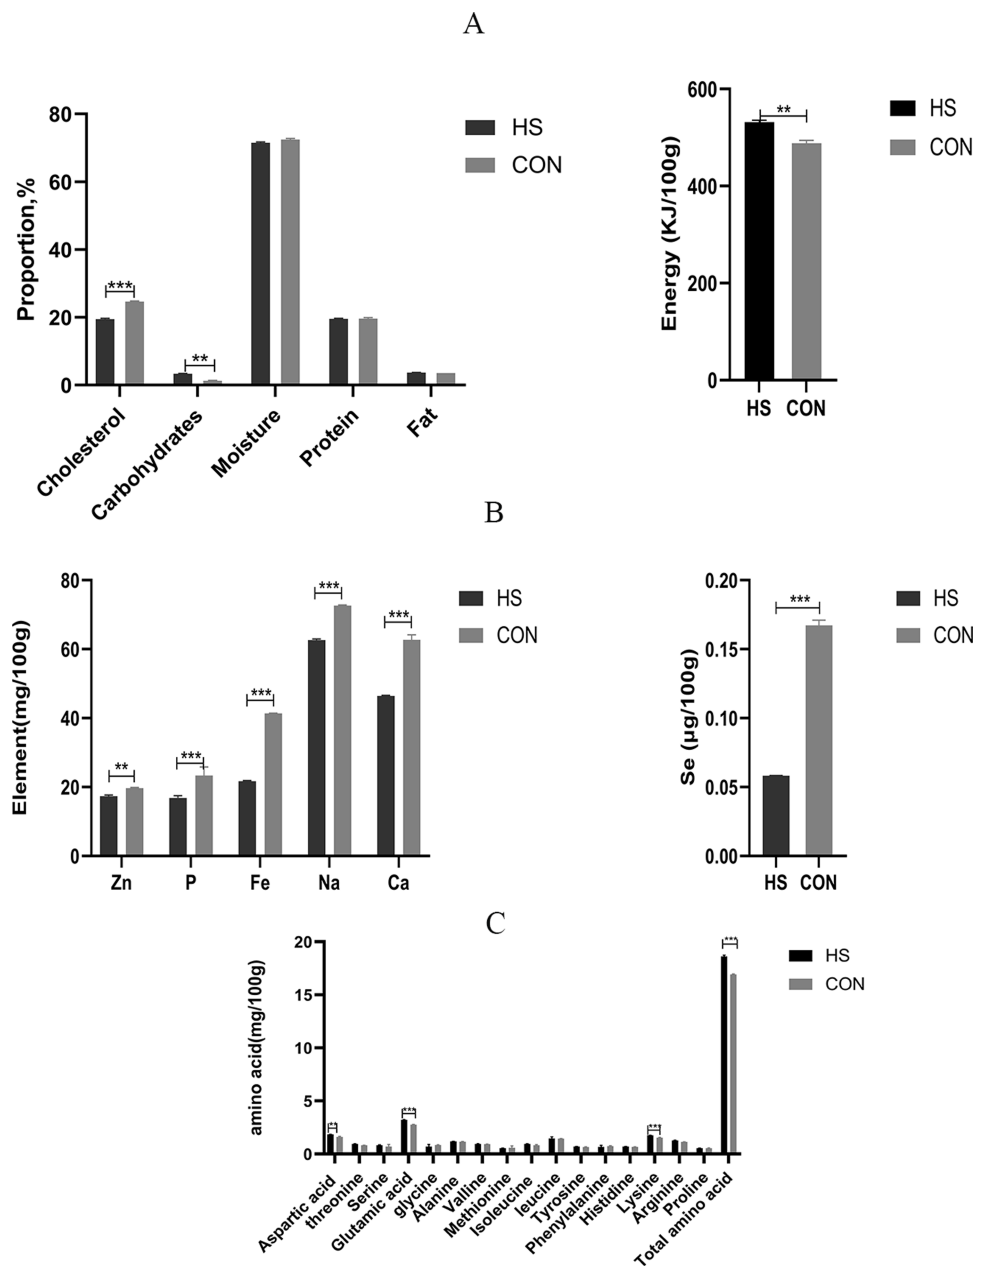 A
Proportion,%
80
60
40
20
0
***
**
Cholesterol
Carbohydrates
Moisture
Protein
Fat
HS
CON
Energy (KJ/100g)
600
400
200
0
**
HS
CON
HS
CON
B
Element(mg/100g)
80
60
40
20
0
**
***
***
***
***
Zn
P
Fe
Na
Ca
HS
CON
Se (µg/100g)
0.20
0.15
0.10
0.05
0.00
***
HS
CON
HS
CON
C
amino acid(mg/100g)
20
15
10
5
0
**
***
***
***
Aspartic acid
threonine
Serine
Glutamic acid
glycine
Alanine
Valline
Methionine
Isoleucine
leucine
Tyrosine
Phenylalanine
Histidine
Lysine
Arginine
Proline
Total amino acid
HS
CON